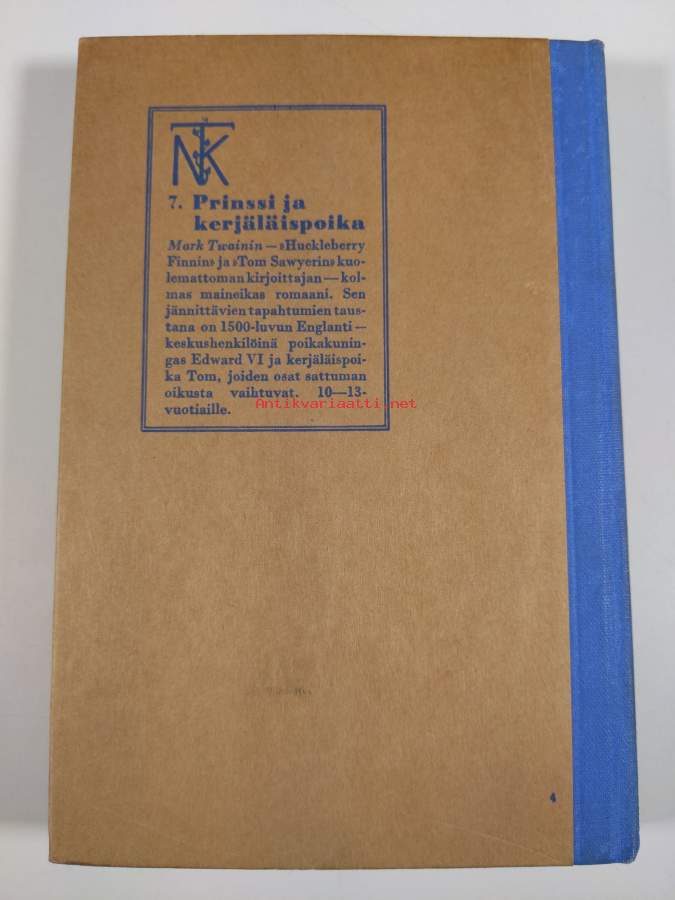 NTK
7. Prinssi ja
kerjäläispoika
Mark Twainin — »Huckleberry
Finnin» ja »Tom Sawyerin» kuo-
lemattoman kirjoittajan — kol-
mas maineikas romaani. Sen
jännittävien tapahtumien taus-
tana on 1500-luvun Englanti —
keskushenkilöinä poikakunin-
gas Edward VI ja kerjäläispoi-
ka Tom, joiden osat sattuman
oikusta vaihtuvat. 10—13-
vuotiaille.
Antikvariaatti.net
4